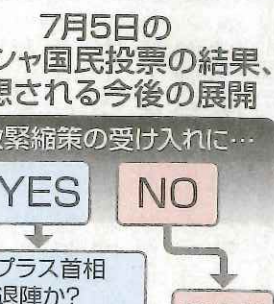 7月5日の
シャ国民投票の結果、
想される今後の展開
緊縮策の受け入れに…
YES
NO
プラス首相
退陣か?